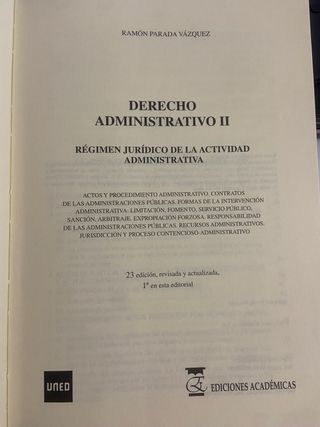 RAMÓN PARADA VÁZQUEZ
DERECHO
ADMINISTRATIVO II
RÉGIMEN JURÍDICO DE LA ACTIVIDAD
ADMINISTRATIVA
ACTOS Y PROCEDIMIENTO ADMINISTRATIVO. CONTRATOS
DE LAS ADMINISTRACIONES PÚBLICAS. FORMAS DE LA INTERVENCIÓN
ADMINISTRATIVA: LIMITACIÓN, FOMENTO, SERVICIO PÚBLICO,
SANCIÓN, ARBITRAJE. EXPROPIACIÓN FORZOSA. RESPONSABILIDAD
DE LAS ADMINISTRACIONES PÚBLICAS. RECURSOS ADMINISTRATIVOS.
JURISDICCIÓN Y PROCESO CONTENCIOSO-ADMINISTRATIVO
23 edición, revisada y actualizada,
1ª en esta editorial
UNED
EDICIONES ACADÉMICAS